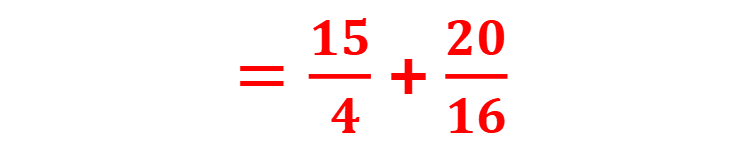 = 15/4 + 20/16